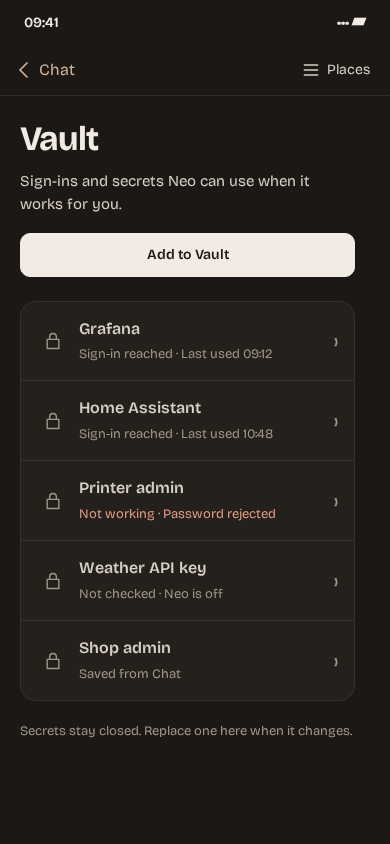 09:41
Chat
Places
Vault
Sign-ins and secrets Neo can use when it
works for you.
Add to Vault
Grafana
Sign-in reached · Last used 09:12
Home Assistant
Sign-in reached · Last used 10:48
Printer admin
Not working · Password rejected
Weather API key
Not checked · Neo is off
Shop admin
Saved from Chat
Secrets stay closed. Replace one here when it changes.